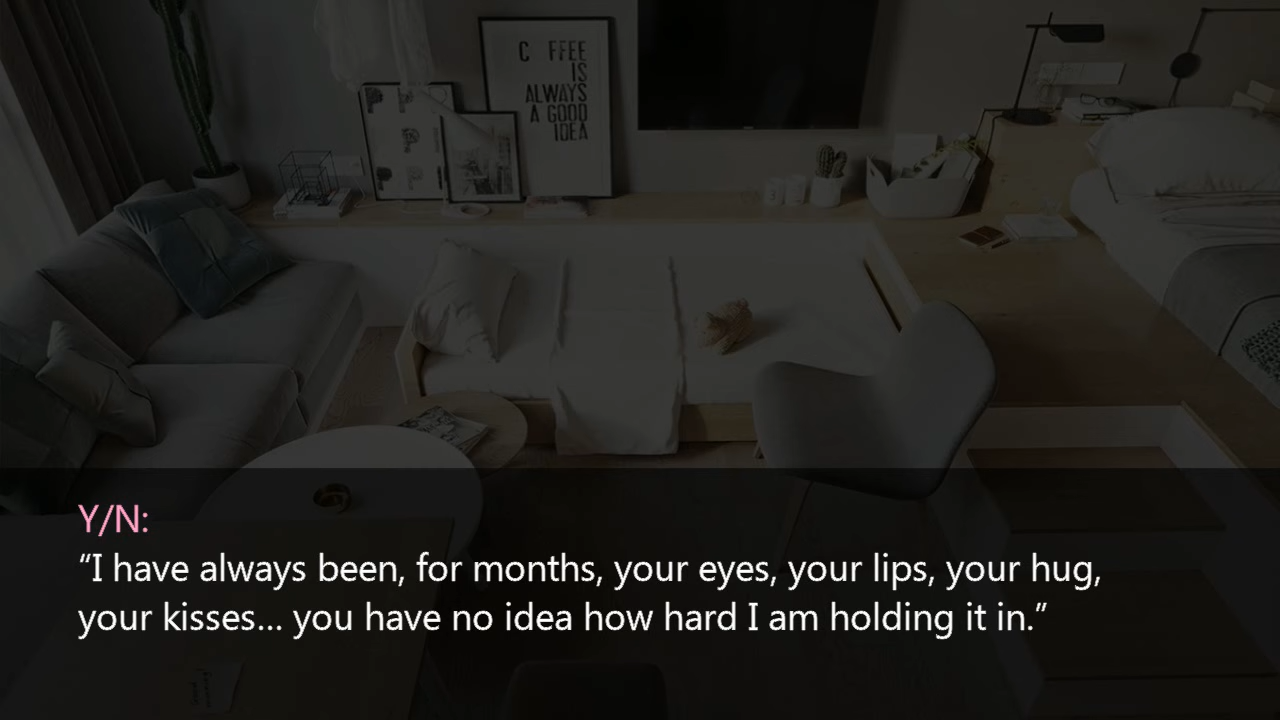 C FFEE
IS
ALWAYS
A GOOD
IDEA
Y/N:
“I have always been, for months, your eyes, your lips, your hug,
your kisses... you have no idea how hard I am holding it in.”